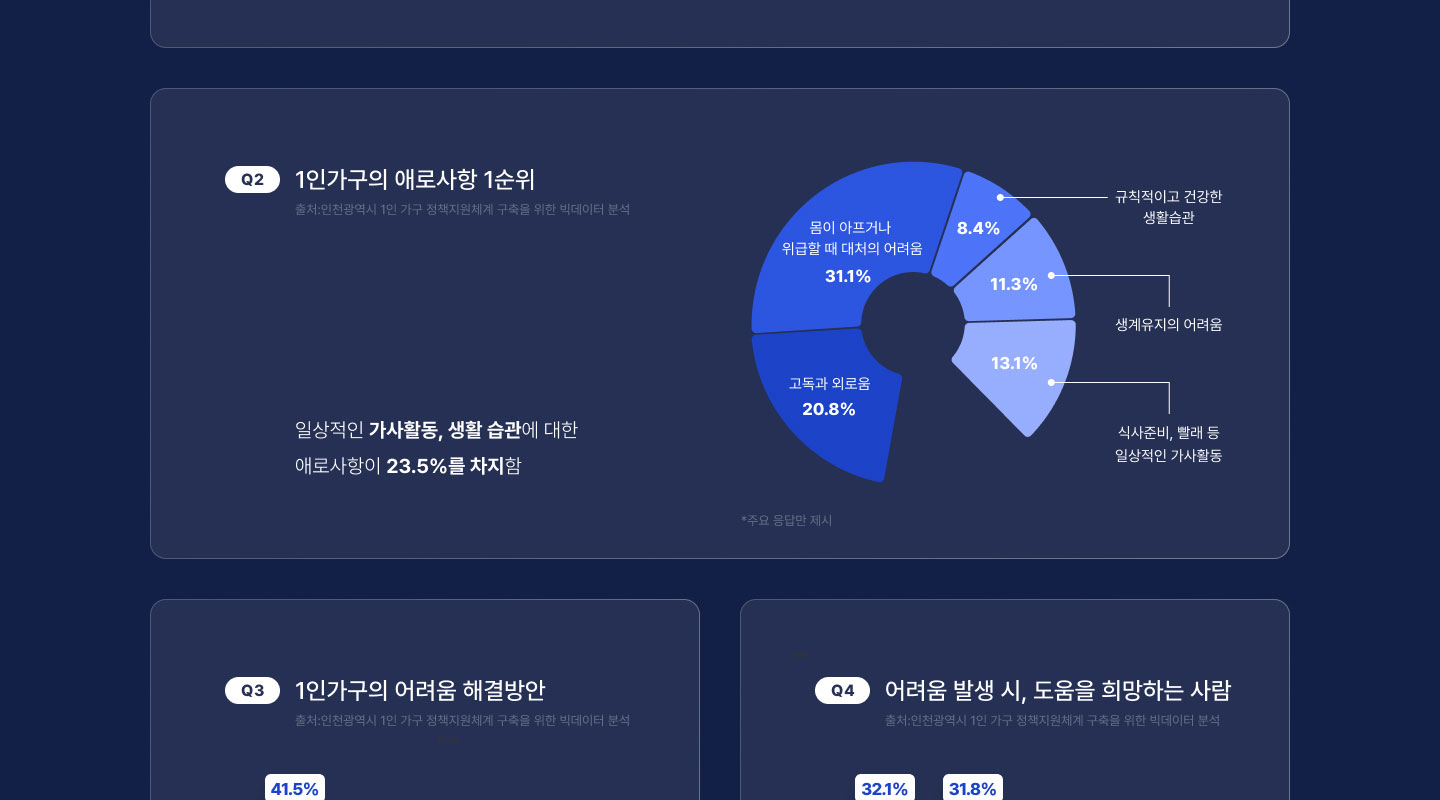 Q2 1인가구의 애로사항 1순위
출처:인천광역시 1인 가구 정책지원체계 구축을 위한 빅데이터 분석
몸이 아프거나
위급할 때 대처의 어려움
31.1%
8.4%
규칙적이고 건강한
생활습관
11.3%
생계유지의 어려움
13.1%
식사준비, 빨래 등
일상적인 가사활동
고독과 외로움
20.8%
일상적인 가사활동, 생활 습관에 대한
애로사항이 23.5%를 차지함
*주요 응답만 제시
Q3 1인가구의 어려움 해결방안
출처:인천광역시 1인 가구 정책지원체계 구축을 위한 빅데이터 분석
41.5%
Q4 어려움 발생 시, 도움을 희망하는 사람
출처:인천광역시 1인 가구 정책지원체계 구축을 위한 빅데이터 분석
32.1%
31.8%